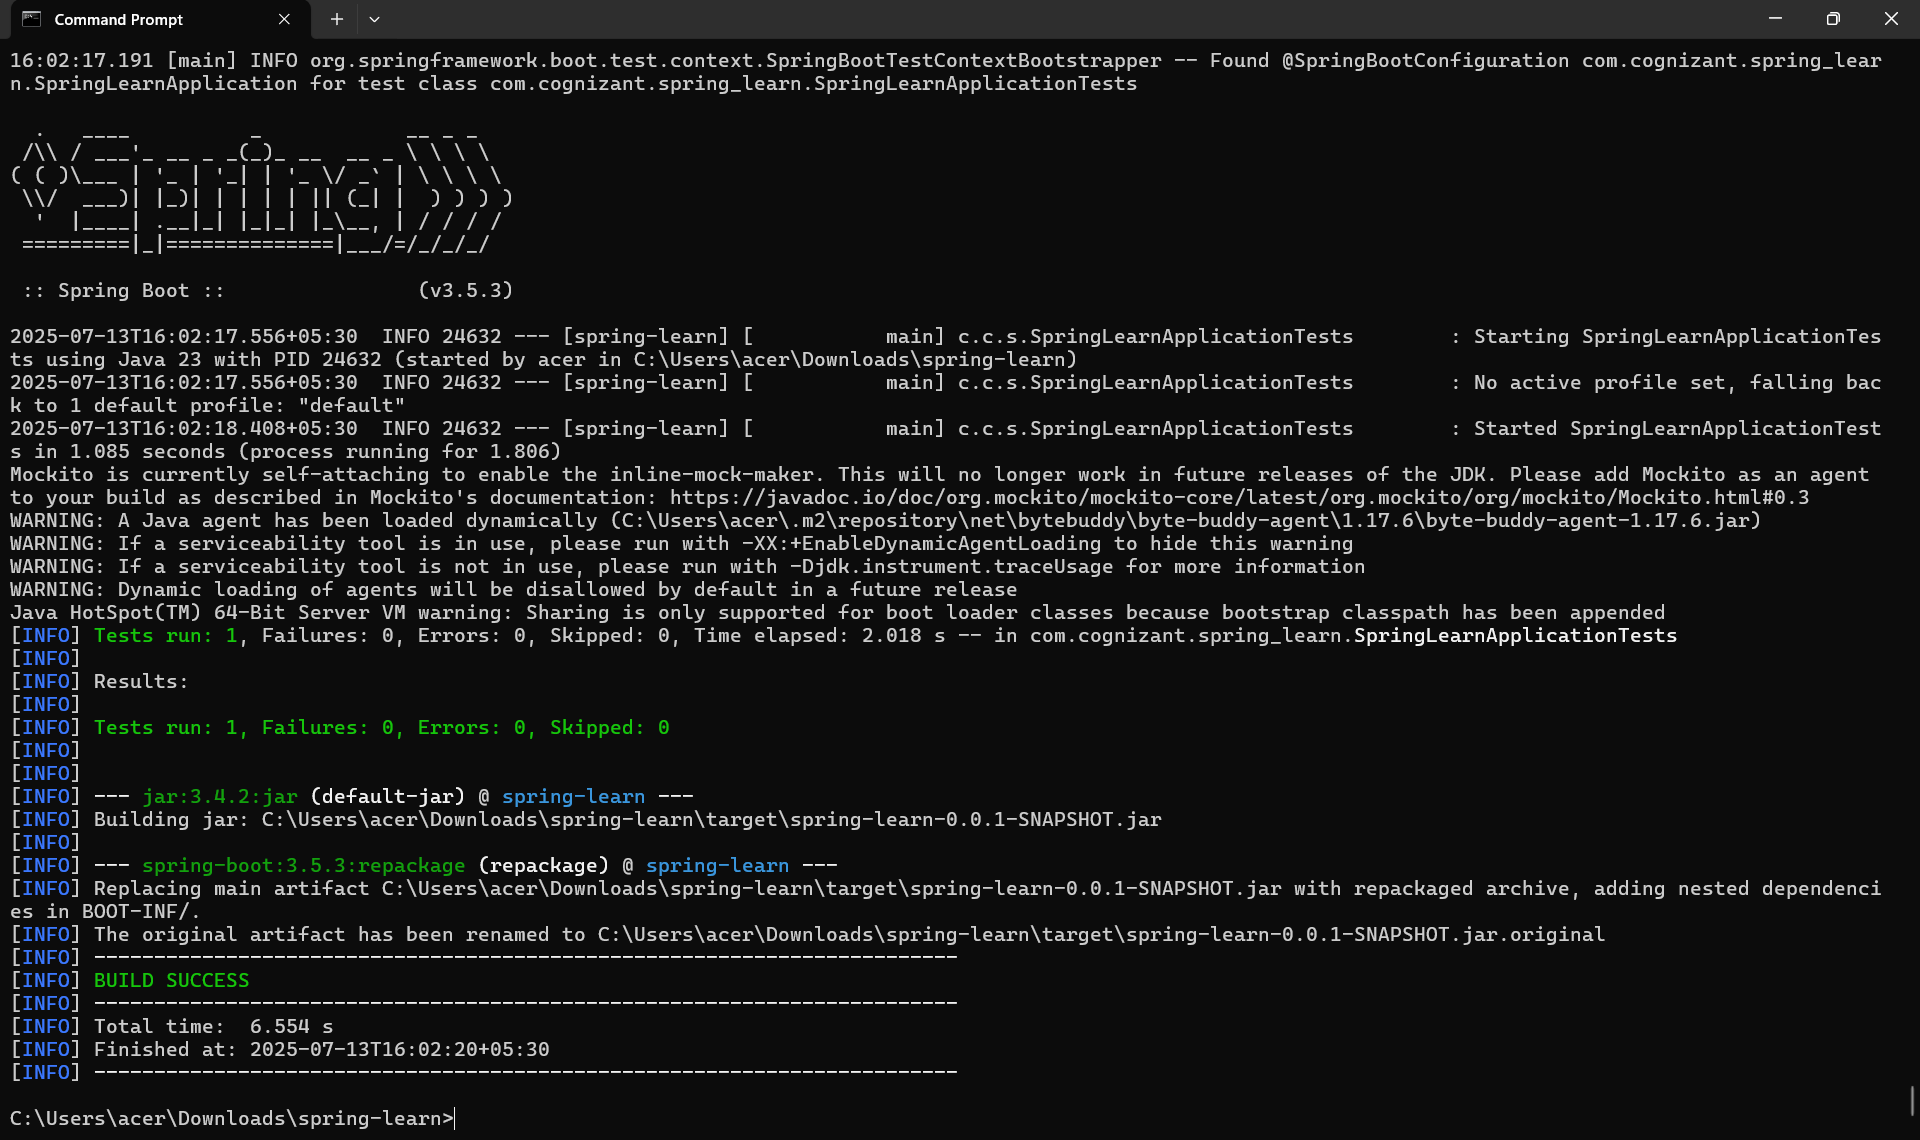 Command Prompt
16:02:17.191 [main] INFO org.springframework.boot.test.context.SpringBootTestContextBootstrapper -- Found @SpringBootConfiguration com.cognizant.spring_lear
n.SpringLearnApplication for test class com.cognizant.spring_learn.SpringLearnApplicationTests
  .   ____          _            __ _ _
 /\\ / ___'_ __ _ _(_)_ __  __ _ \ \ \ \
( ( )\___ | '_ | '_| | '_ \/ _` | \ \ \ \
 \\/  ___)| |_)| | | | | || (_| |  ) ) ) )
  '  |____| .__|_| |_|_| |_\__, | / / / /
 =========|_|==============|___/=/_/_/_/
 :: Spring Boot ::                (v3.5.3)
2025-07-13T16:02:17.556+05:30  INFO 24632 --- [spring-learn] [           main] c.c.s.SpringLearnApplicationTests        : Starting SpringLearnApplicationTes
ts using Java 23 with PID 24632 (started by acer in C:\Users\acer\Downloads\spring-learn)
2025-07-13T16:02:17.556+05:30  INFO 24632 --- [spring-learn] [           main] c.c.s.SpringLearnApplicationTests        : No active profile set, falling bac
k to 1 default profile: "default"
2025-07-13T16:02:18.408+05:30  INFO 24632 --- [spring-learn] [           main] c.c.s.SpringLearnApplicationTests        : Started SpringLearnApplicationTest
s in 1.085 seconds (process running for 1.806)
Mockito is currently self-attaching to enable the inline-mock-maker. This will no longer work in future releases of the JDK. Please add Mockito as an agent
to your build as described in Mockito's documentation: https://javadoc.io/doc/org.mockito/mockito-core/latest/org.mockito/org/mockito/Mockito.html#0.3
WARNING: A Java agent has been loaded dynamically (C:\Users\acer\.m2\repository\net\bytebuddy\byte-buddy-agent\1.17.6\byte-buddy-agent-1.17.6.jar)
WARNING: If a serviceability tool is in use, please run with -XX:+EnableDynamicAgentLoading to hide this warning
WARNING: If a serviceability tool is not in use, please run with -Djdk.instrument.traceUsage for more information
WARNING: Dynamic loading of agents will be disallowed by default in a future release
Java HotSpot(TM) 64-Bit Server VM warning: Sharing is only supported for boot loader classes because bootstrap classpath has been appended
[INFO] Tests run: 1, Failures: 0, Errors: 0, Skipped: 0, Time elapsed: 2.018 s -- in com.cognizant.spring_learn.SpringLearnApplicationTests
[INFO]
[INFO] Results:
[INFO]
[INFO] Tests run: 1, Failures: 0, Errors: 0, Skipped: 0
[INFO]
[INFO]
[INFO] --- jar:3.4.2:jar (default-jar) @ spring-learn ---
[INFO] Building jar: C:\Users\acer\Downloads\spring-learn\target\spring-learn-0.0.1-SNAPSHOT.jar
[INFO]
[INFO] --- spring-boot:3.5.3:repackage (repackage) @ spring-learn ---
[INFO] Replacing main artifact C:\Users\acer\Downloads\spring-learn\target\spring-learn-0.0.1-SNAPSHOT.jar with repackaged archive, adding nested dependenci
es in BOOT-INF/.
[INFO] The original artifact has been renamed to C:\Users\acer\Downloads\spring-learn\target\spring-learn-0.0.1-SNAPSHOT.jar.original
[INFO] ------------------------------------------------------------------------
[INFO] BUILD SUCCESS
[INFO] ------------------------------------------------------------------------
[INFO] Total time:  6.554 s
[INFO] Finished at: 2025-07-13T16:02:20+05:30
[INFO] ------------------------------------------------------------------------
C:\Users\acer\Downloads\spring-learn>